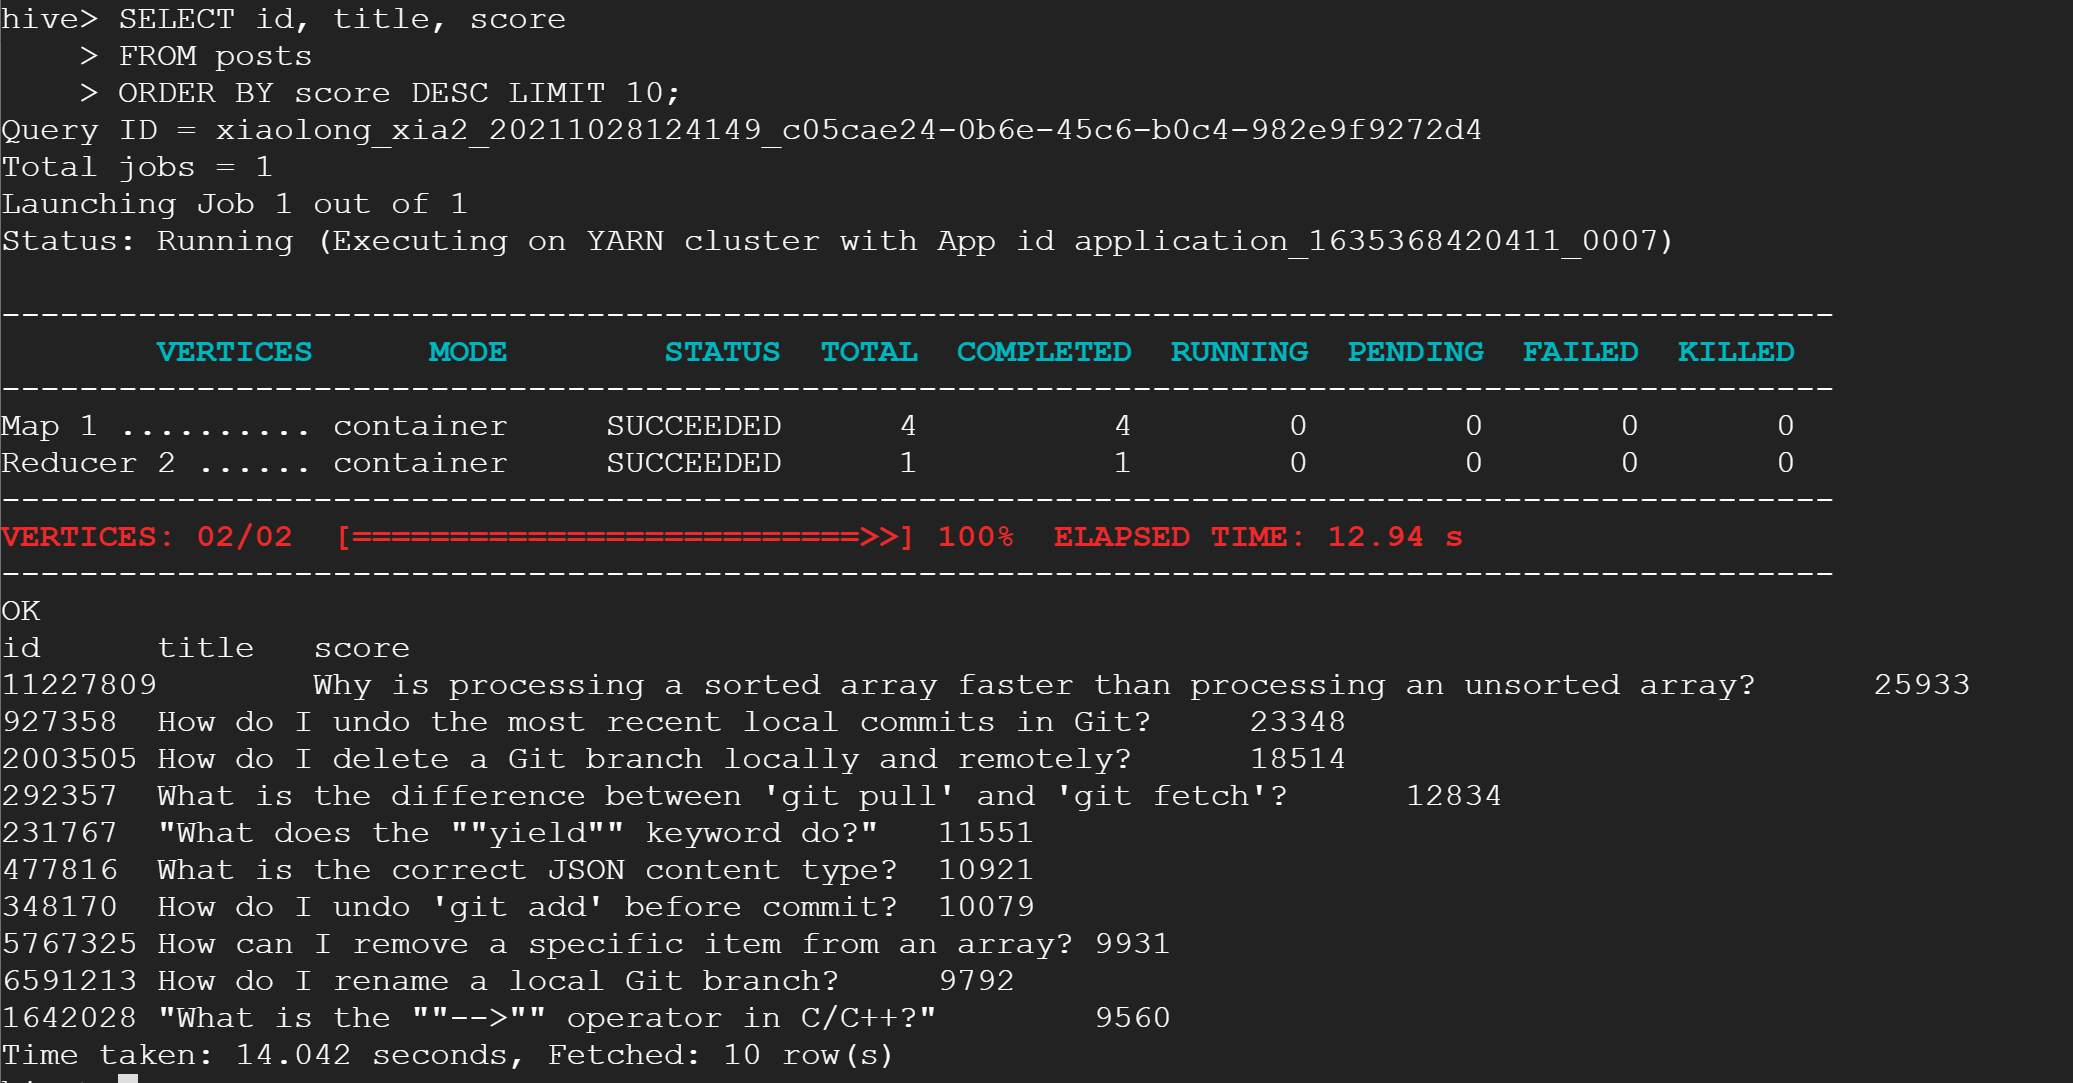 hive> SELECT id, title, score
    > FROM posts
    > ORDER BY score DESC LIMIT 10;
Query ID = xiaolong_xia2_20211028124149_c05cae24-0b6e-45c6-b0c4-982e9f9272d4
Total jobs = 1
Launching Job 1 out of 1
Status: Running (Executing on YARN cluster with App id application_1635368420411_0007)
----------------------------------------------------------------------------------------------
        VERTICES      MODE        STATUS  TOTAL  COMPLETED  RUNNING  PENDING  FAILED  KILLED
----------------------------------------------------------------------------------------------
Map 1 .......... container     SUCCEEDED      4          4        0        0       0       0
Reducer 2 ...... container     SUCCEEDED      1          1        0        0       0       0
----------------------------------------------------------------------------------------------
VERTICES: 02/02  [==========================>>] 100%  ELAPSED TIME: 12.94 s
----------------------------------------------------------------------------------------------
OK
id      title   score
11227809        Why is processing a sorted array faster than processing an unsorted array?      25933
927358  How do I undo the most recent local commits in Git?     23348
2003505 How do I delete a Git branch locally and remotely?      18514
292357  What is the difference between 'git pull' and 'git fetch'?      12834
231767  "What does the ""yield"" keyword do?"   11551
477816  What is the correct JSON content type?  10921
348170  How do I undo 'git add' before commit?  10079
5767325 How can I remove a specific item from an array? 9931
6591213 How do I rename a local Git branch?     9792
1642028 "What is the ""-->"" operator in C/C++?"        9560
Time taken: 14.042 seconds, Fetched: 10 row(s)